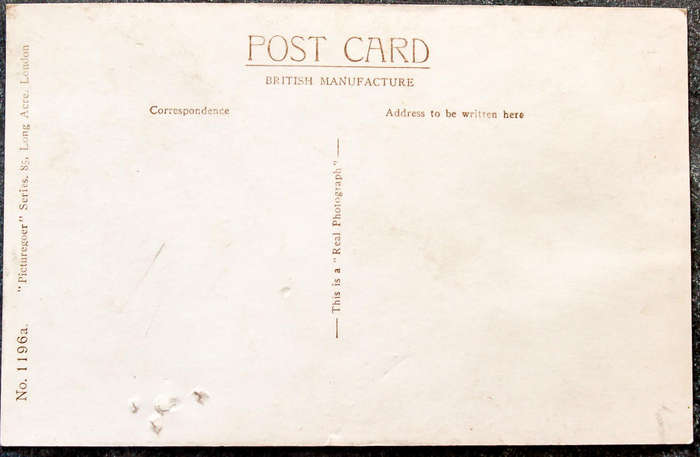 POST CARD
BRITISH MANUFACTURE
Correspondence
Address to be written here
This is a "Real Photograph"
"Picturegoer" Series, 85, Long Acre, London
No. 1196a.